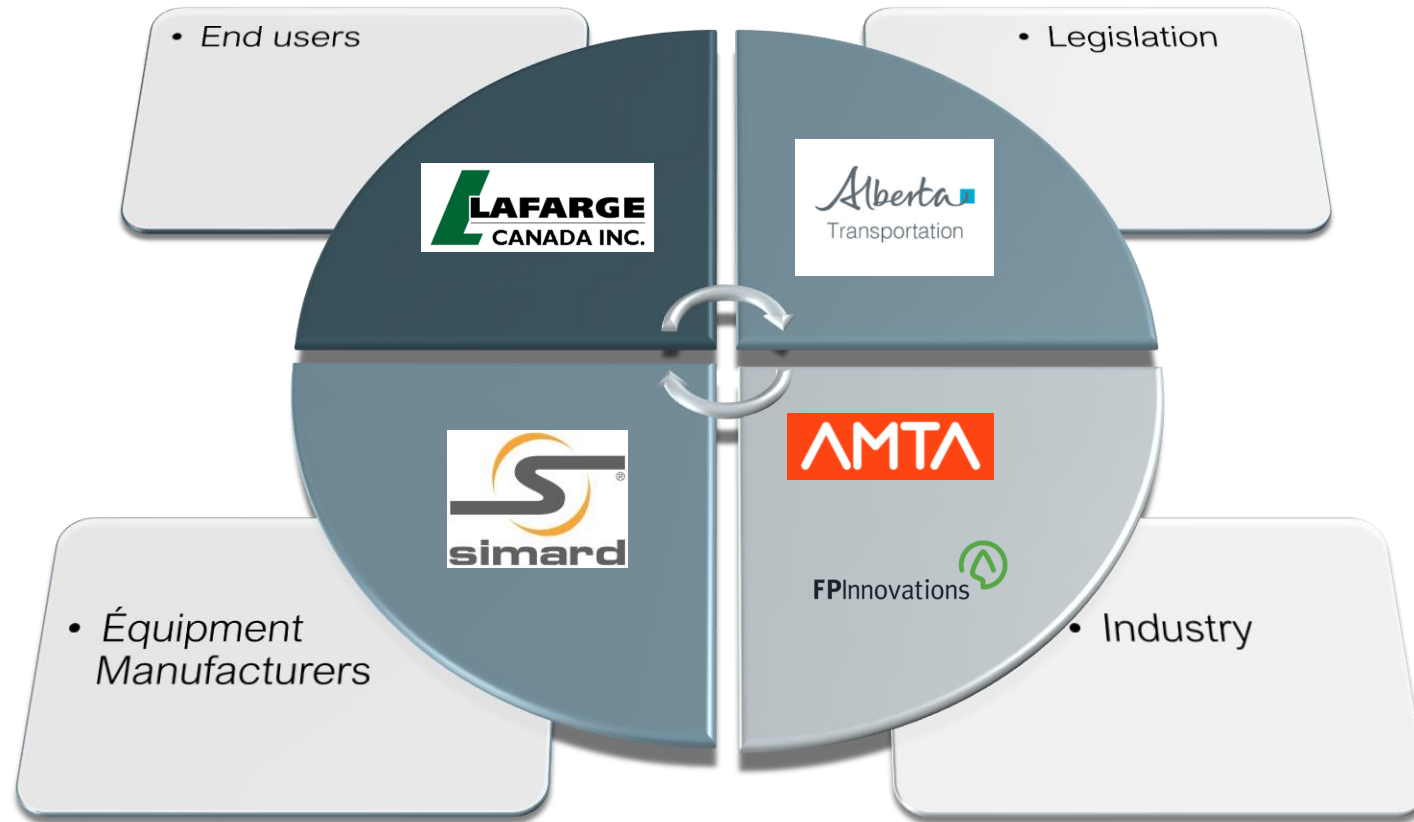 • End users
• Legislation
LAFARGE
CANADA INC.
Alberta
Transportation
simard
®
AMTA
FPInnovations
• Équipment
Manufacturers
• Industry